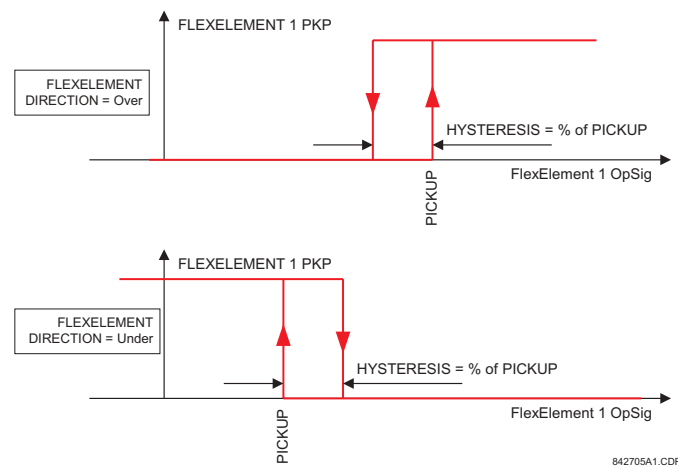 FLEXELEMENT 1 PKP
FLEXELEMENT
DIRECTION = Over
HYSTERESIS = % of PICKUP
FlexElement 1 OpSig
PICKUP
FLEXELEMENT 1 PKP
FLEXELEMENT
DIRECTION = Under
HYSTERESIS = % of PICKUP
FlexElement 1 OpSig
PICKUP
842705A1.CDR